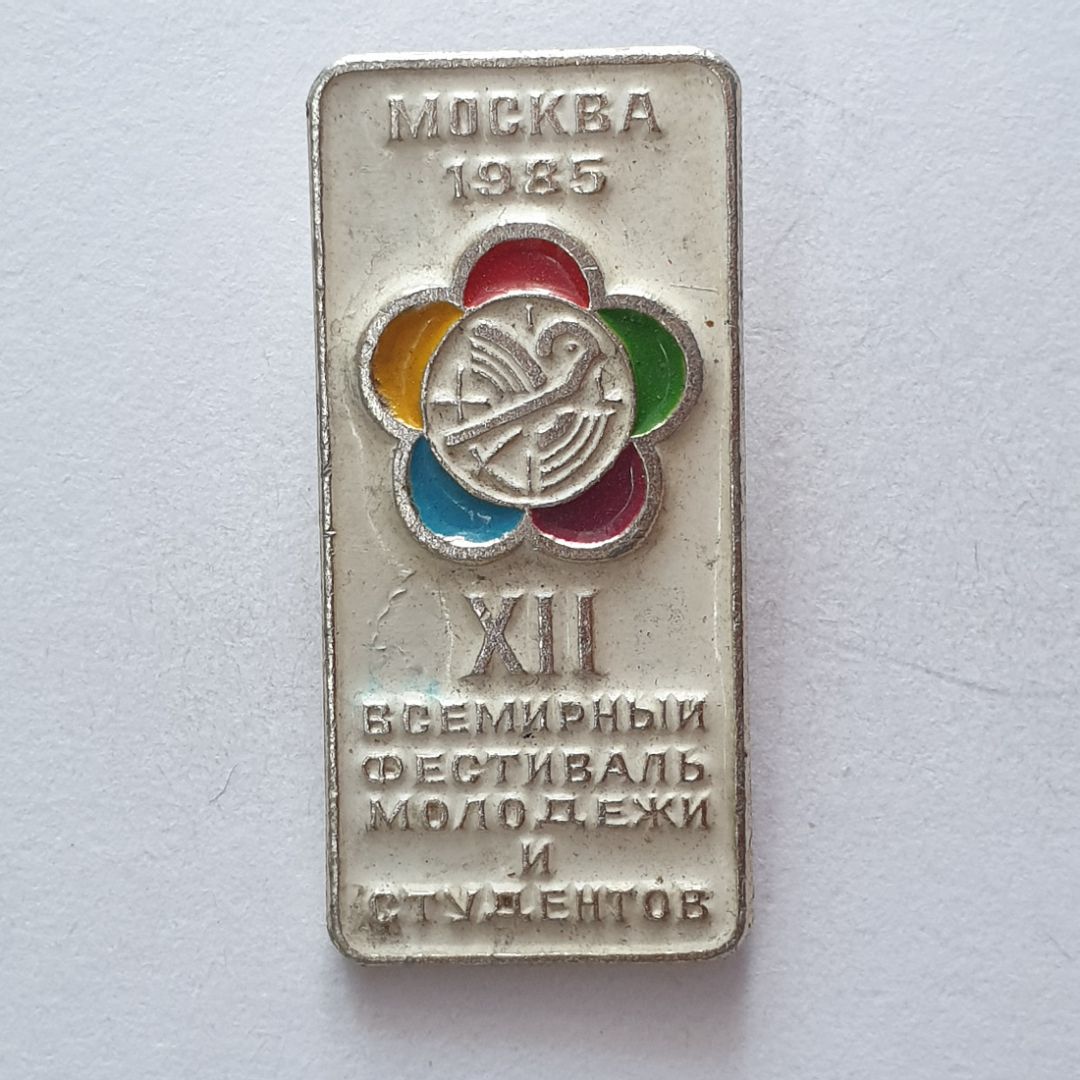 МОСКВА
1985
XII
ВСЕМИРНЫЙ
ФЕСТИВАЛЬ
МОЛОДЕЖИ
И
СТУДЕНТОВ